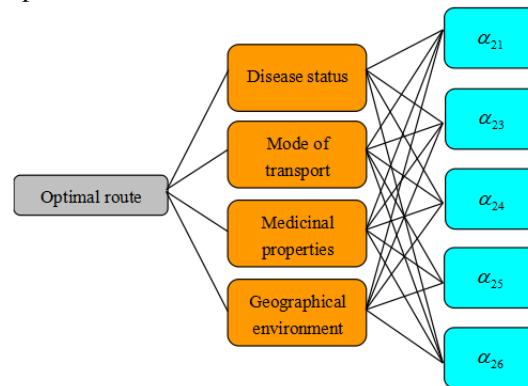 Disease status
Mode of
transport
Optimal route
Medicinal
properties
Geographical
environment
α21
α23
α24
α25
α26